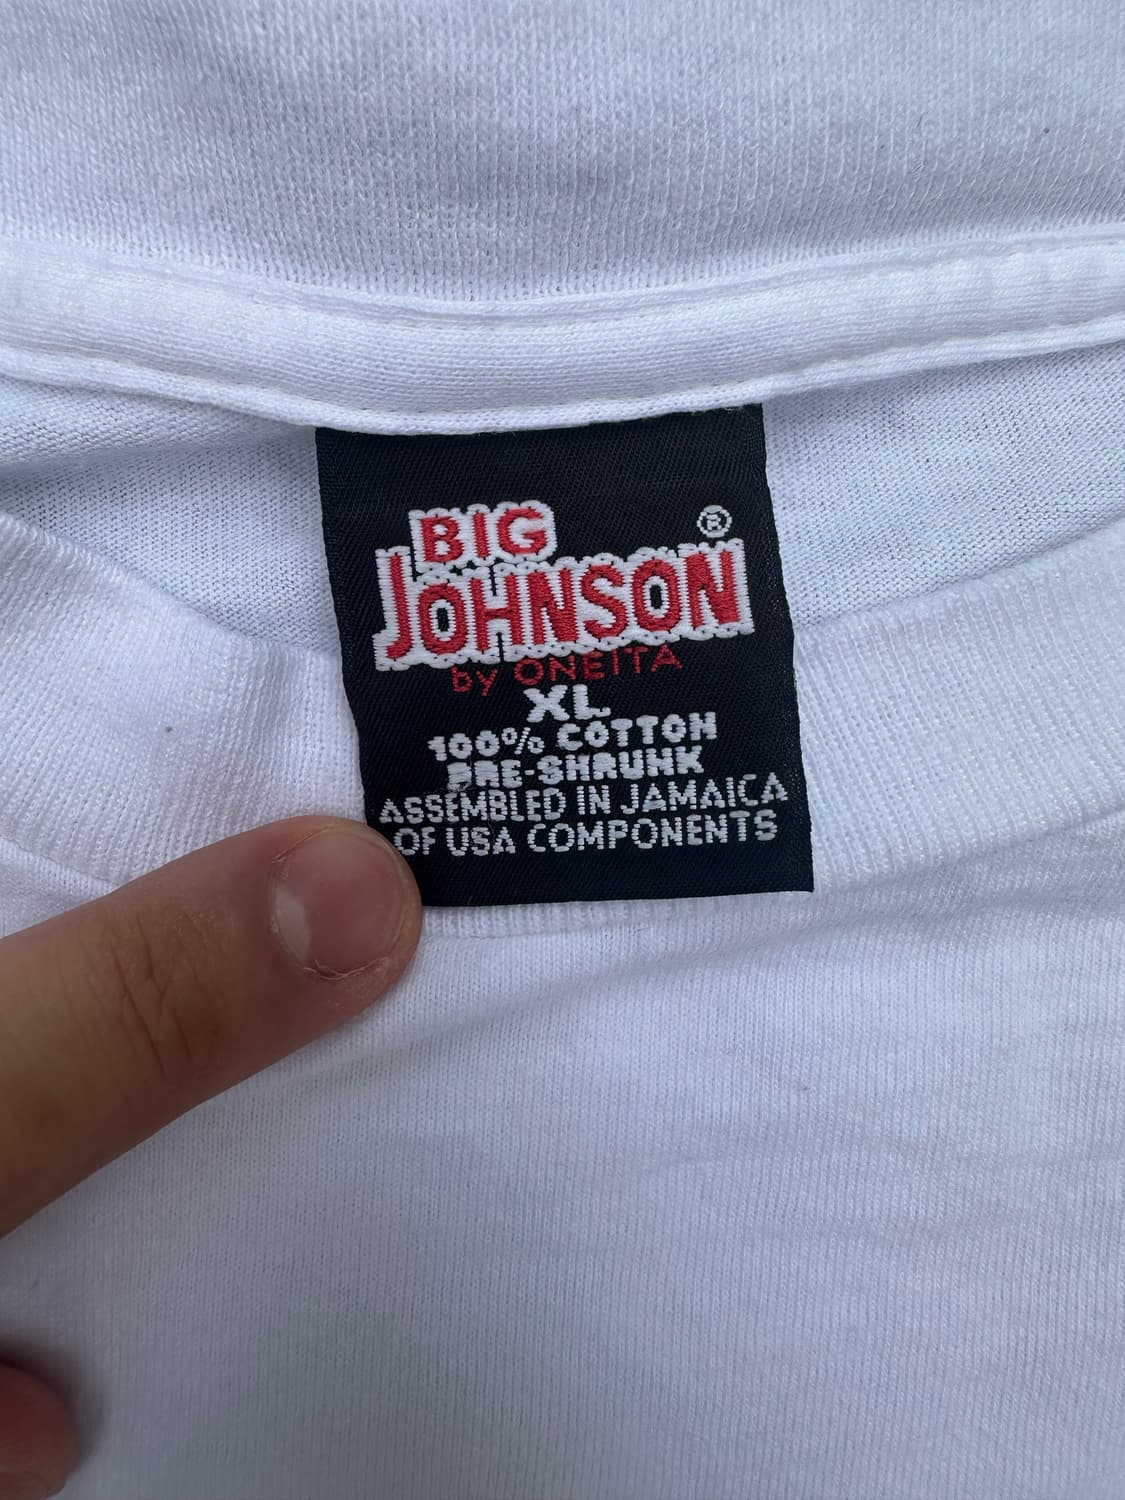 BIG ®
JOHNSON
by ONEITA
XL
100% COTTON
PRE-SHRUNK
ASSEMBLED IN JAMAICA
OF USA COMPONENTS